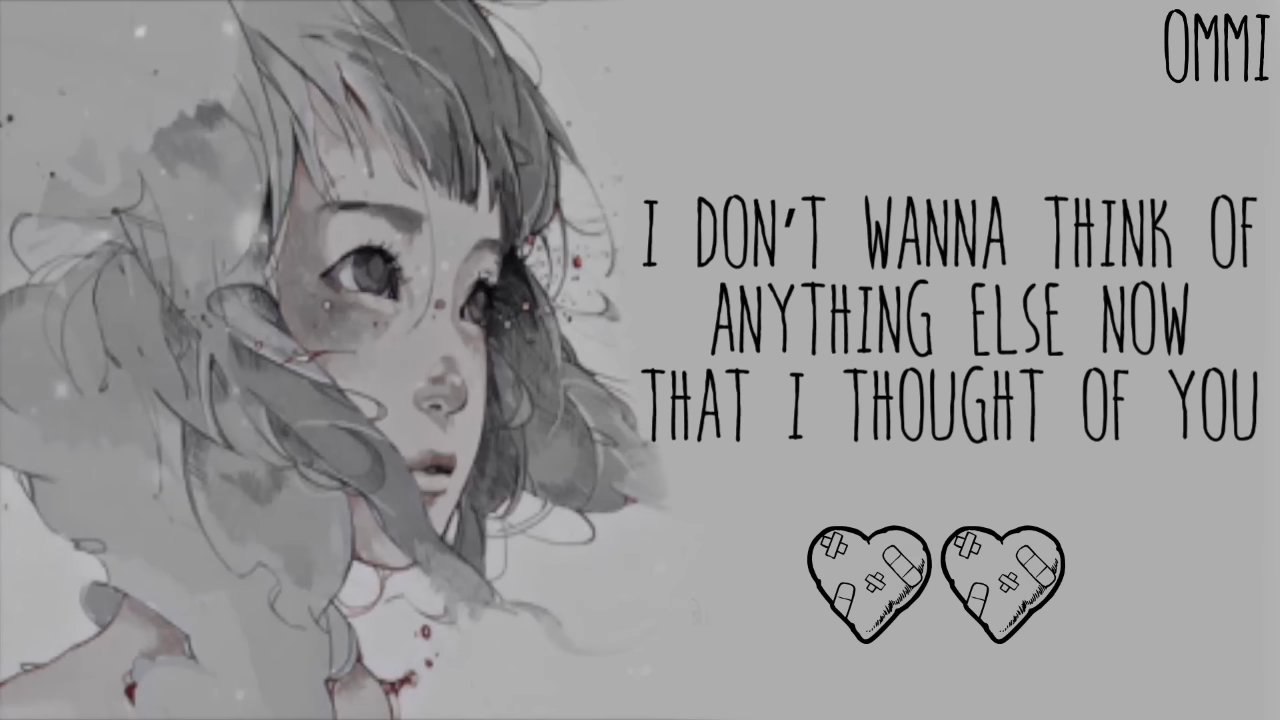 OMMI
I DON'T WANNA THINK OF
ANYTHING ELSE NOW
THAT I THOUGHT OF YOU